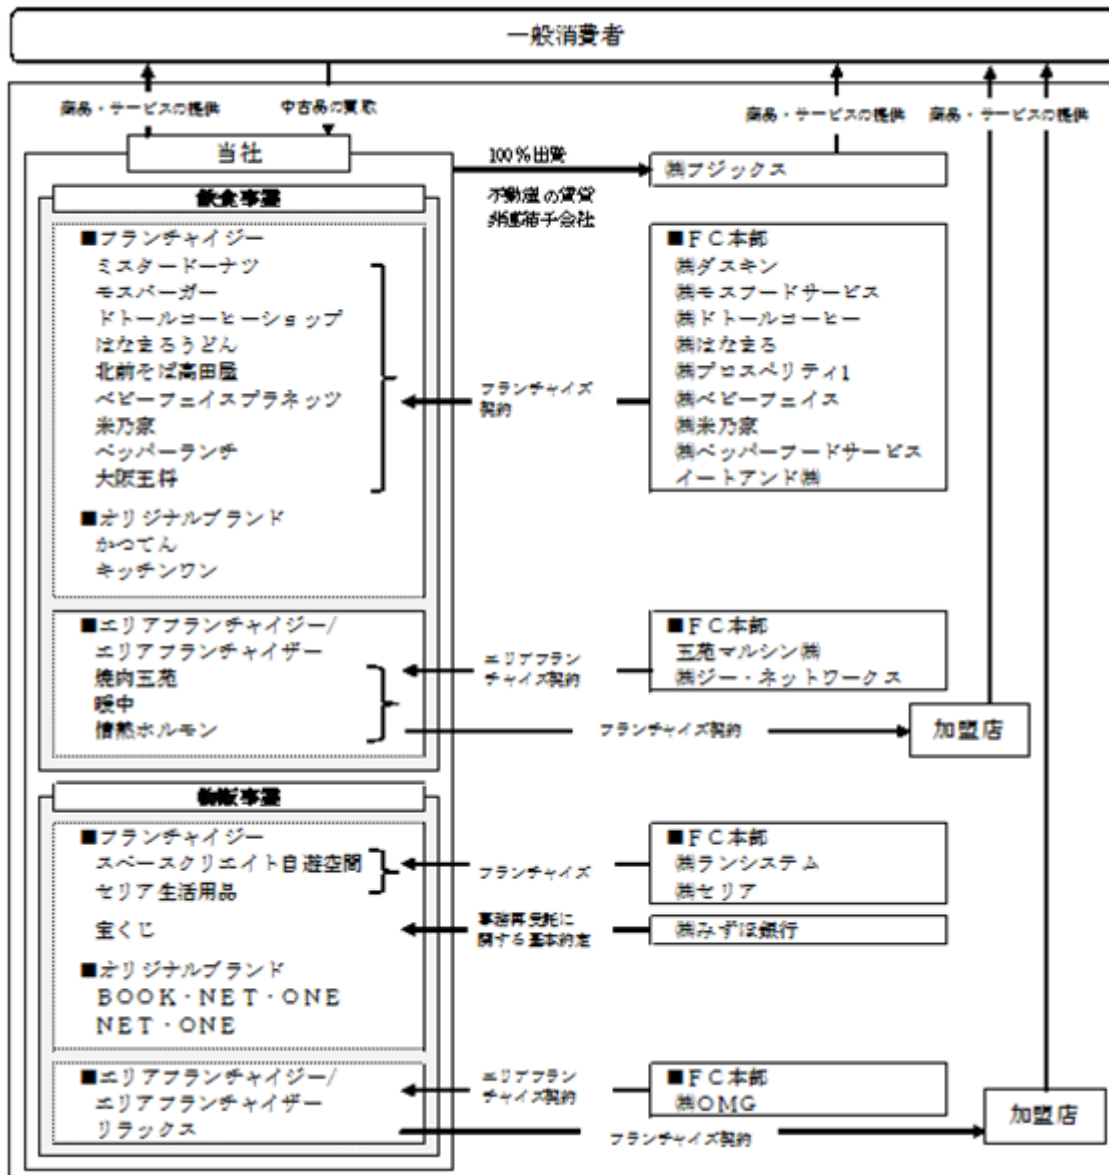 一般消費者
商品・サービスの提供
中古品の買取
商品・サービスの提供
商品・サービスの提供
当社
100%出資
不動産の賃貸
非連結子会社
㈱フジックス
飲食事業
■フランチャイジー
ミスタードーナツ
モスバーガー
ドトールコーヒーショップ
はなまるうどん
北前そば高田屋
ベビーフェイスプラネッツ
米乃家
ペッパーランチ
大阪王将
■オリジナルブランド
かつてん
キッチンワン
フランチャイズ
契約
■ＦＣ本部
㈱ダスキン
㈱モスフードサービス
㈱ドトールコーヒー
㈱はなまる
㈱プロスペリティ1
㈱ベビーフェイス
㈱米乃家
㈱ペッパーフードサービス
イートアンド㈱
■エリアフランチャイジー/
エリアフランチャイザー
焼肉五苑
暖中
情熱ホルモン
エリアフラン
チャイズ契約
■ＦＣ本部
五苑マルシン㈱
㈱ジー・ネットワークス
フランチャイズ契約
加盟店
物販事業
■フランチャイジー
スペースクリエイト自遊空間
セリア生活用品
宝くじ
■オリジナルブランド
ＢＯＯＫ・ＮＥＴ・ＯＮＥ
ＮＥＴ・ＯＮＥ
フランチャイズ
■ＦＣ本部
㈱ランシステム
㈱セリア
事務再受託に
関する基本約定
㈱みずほ銀行
■エリアフランチャイジー/
エリアフランチャイザー
リラックス
エリアフラン
チャイズ契約
■ＦＣ本部
㈱ＯＭＧ
フランチャイズ契約
加盟店